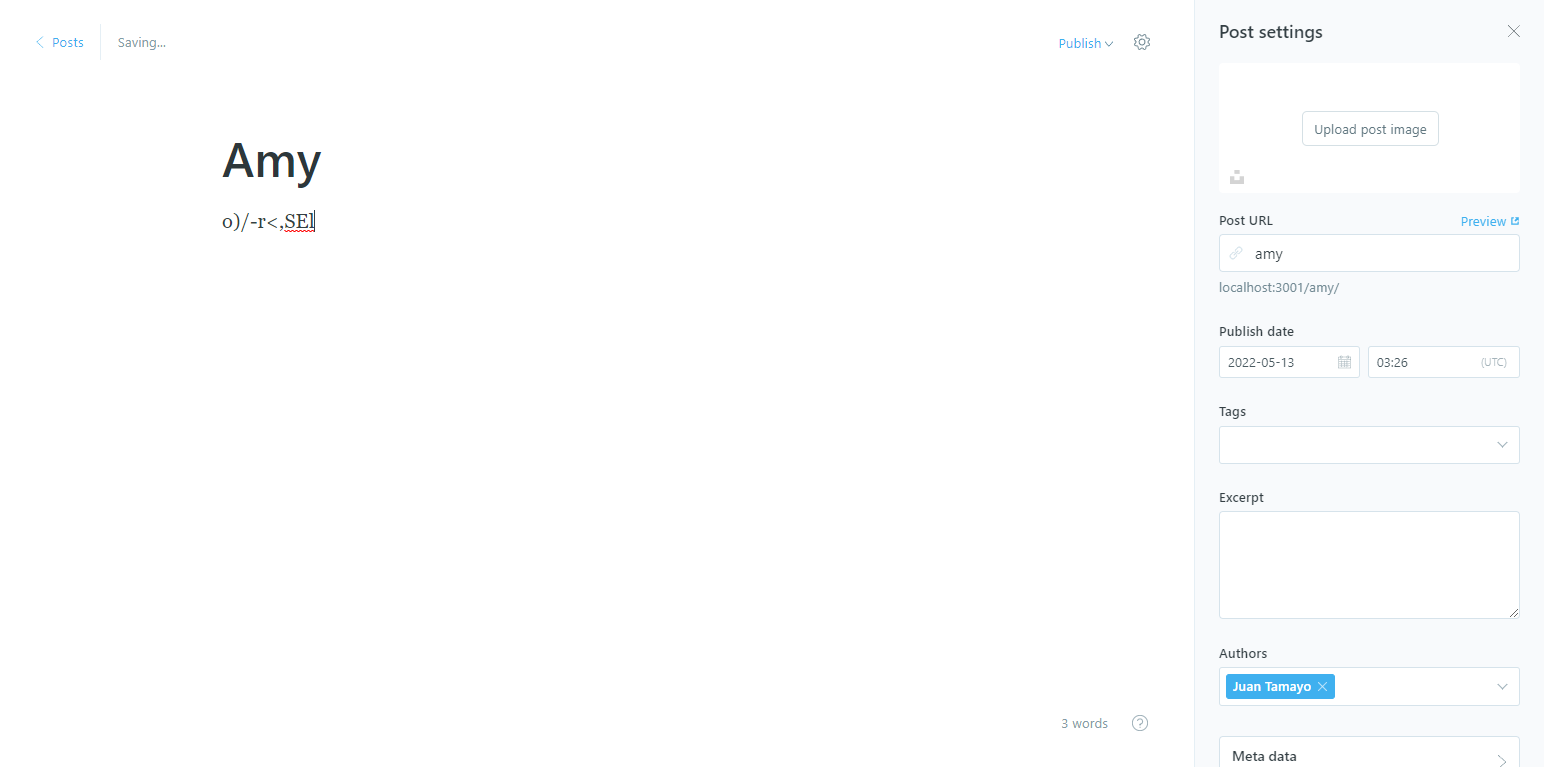 Posts
Saving...
Publish
Post settings
Amy
o)/-r<,SEl
Upload post image
Post URL
Preview
amy
localhost:3001/amy/
Publish date
2022-05-13
03:26
(UTC)
Tags
Excerpt
Authors
Juan Tamayo
3 words
Meta data